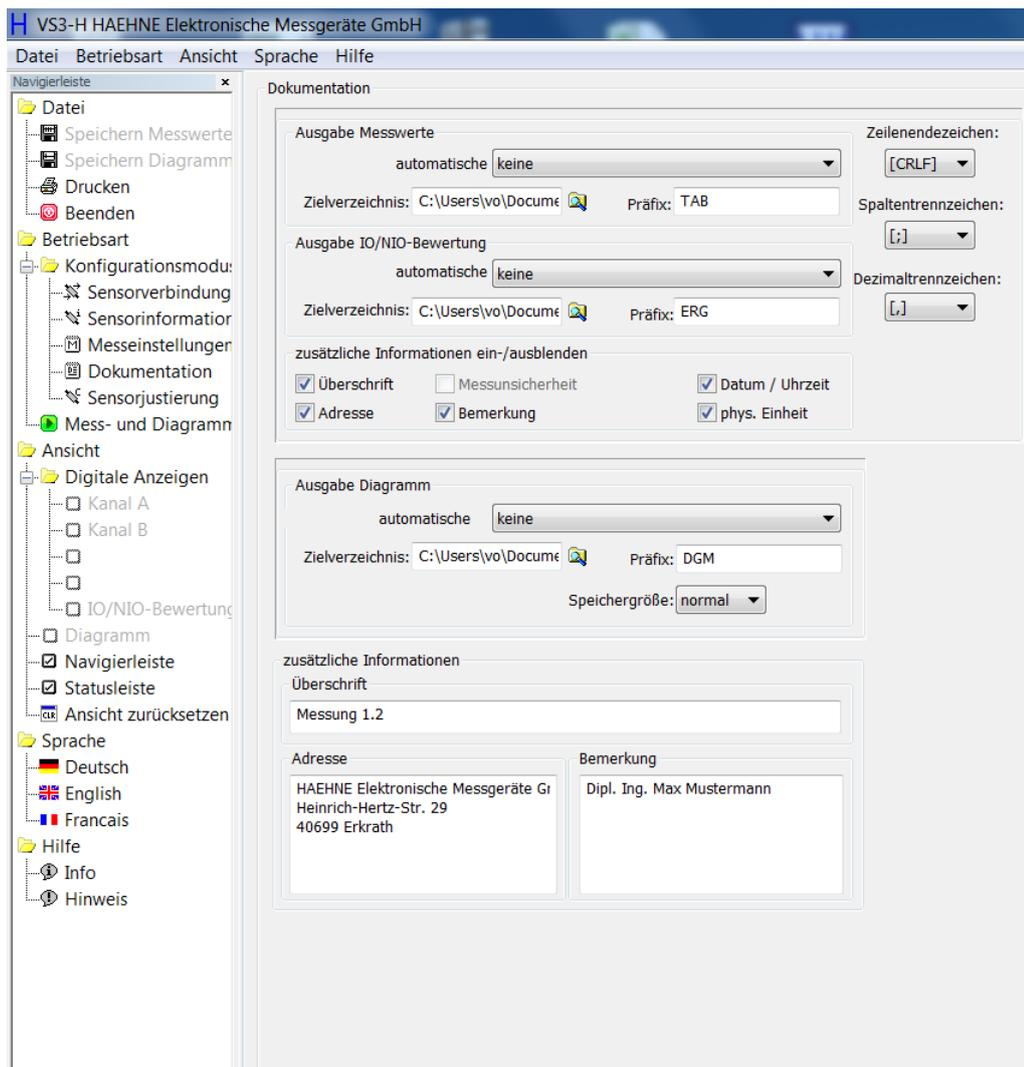 VS3-H HAEHNE Elektronische Messgeräte GmbH
Datei Betriebsart Ansicht Sprache Hilfe
Navigierleiste x
Datei
Speichern Messwerte
Speichern Diagramm
Drucken
Beenden
Betriebsart
Konfigurationsmodus
Sensorverbindung
Sensorinformation
Messeinstellungen
Dokumentation
Sensorjustierung
Mess- und Diagramm
Ansicht
Digitale Anzeigen
Kanal A
Kanal B
IO/NIO-Bewertung
Diagramm
Navigierleiste
Statusleiste
CLR Ansicht zurücksetzen
Sprache
Deutsch
English
Francais
Hilfe
Info
Hinweis
Dokumentation
Ausgabe Messwerte
automatische keine
Zielverzeichnis: C:\Users\vo\Docume Präfix: TAB
Ausgabe IO/NIO-Bewertung
automatische keine
Zielverzeichnis: C:\Users\vo\Docume Präfix: ERG
zusätzliche Informationen ein-/ausblenden
Überschrift Messunsicherheit Datum / Uhrzeit
Adresse Bemerkung phys. Einheit
Zeilenendezeichen:
[CRLF]
Spaltentrennzeichen:
[;]
Dezimaltrennzeichen:
[,]
Ausgabe Diagramm
automatische keine
Zielverzeichnis: C:\Users\vo\Docume Präfix: DGM
Speichergröße: normal
zusätzliche Informationen
Überschrift
Messung 1.2
Adresse
HAEHNE Elektronische Messgeräte Gr
Heinrich-Hertz-Str. 29
40699 Erkrath
Bemerkung
Dipl. Ing. Max Mustermann